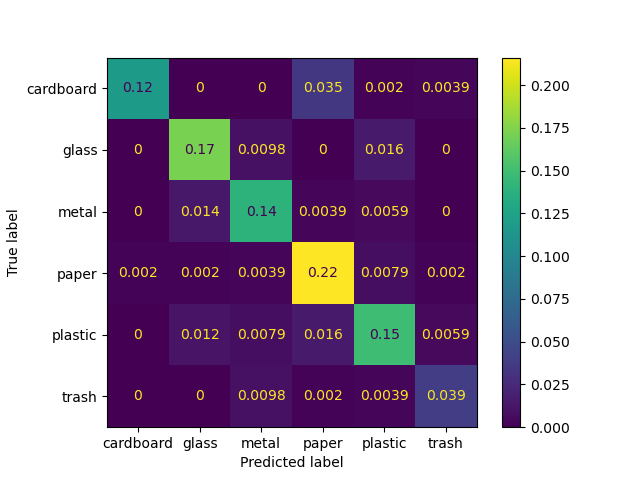 cardboard 0.12 0 0 0.035 0.002 0.0039
glass 0 0.17 0.0098 0 0.016 0
metal 0 0.014 0.14 0.0039 0.0059 0
paper 0.002 0.002 0.0039 0.22 0.0079 0.002
plastic 0 0.012 0.0079 0.016 0.15 0.0059
trash 0 0 0.0098 0.002 0.0039 0.039
cardboard glass metal paper plastic trash
Predicted label
True label
0.200
0.175
0.150
0.125
0.100
0.075
0.050
0.025
0.000